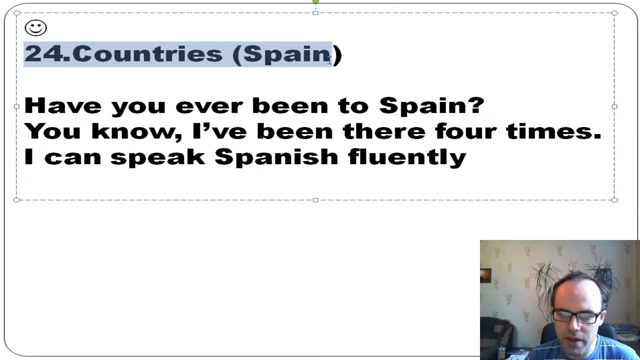 24.Countries (Spain)
Have you ever been to Spain?
You know, I've been there four times.
I can speak Spanish fluently